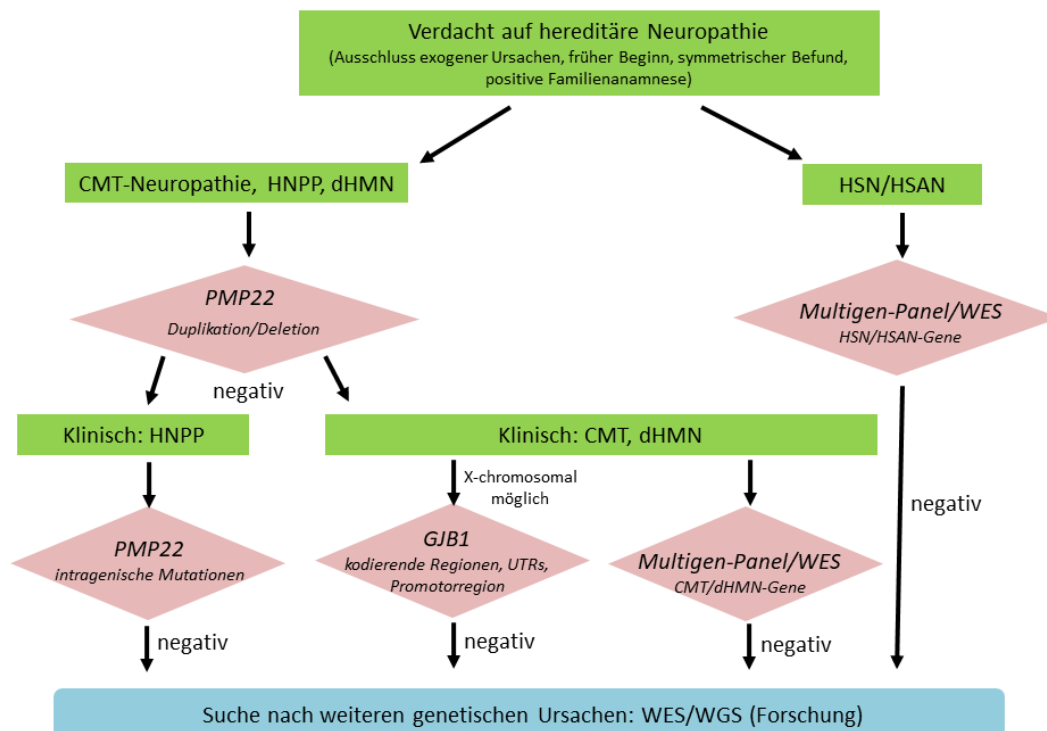 Verdacht auf hereditäre Neuropathie
(Ausschluss exogener Ursachen, früher Beginn, symmetrischer Befund,
positive Familienanamnese)
CMT-Neuropathie, HNPP, dHMN
HSN/HSAN
PMP22
Duplikation/Deletion
Multigen-Panel/WES
HSN/HSAN-Gene
negativ
Klinisch: HNPP
Klinisch: CMT, dHMN
X-chromosomal
möglich
negativ
PMP22
intragenische Mutationen
GJB1
kodierende Regionen, UTRs,
Promotorregion
Multigen-Panel/WES
CMT/dHMN-Gene
negativ
negativ
negativ
Suche nach weiteren genetischen Ursachen: WES/WGS (Forschung)